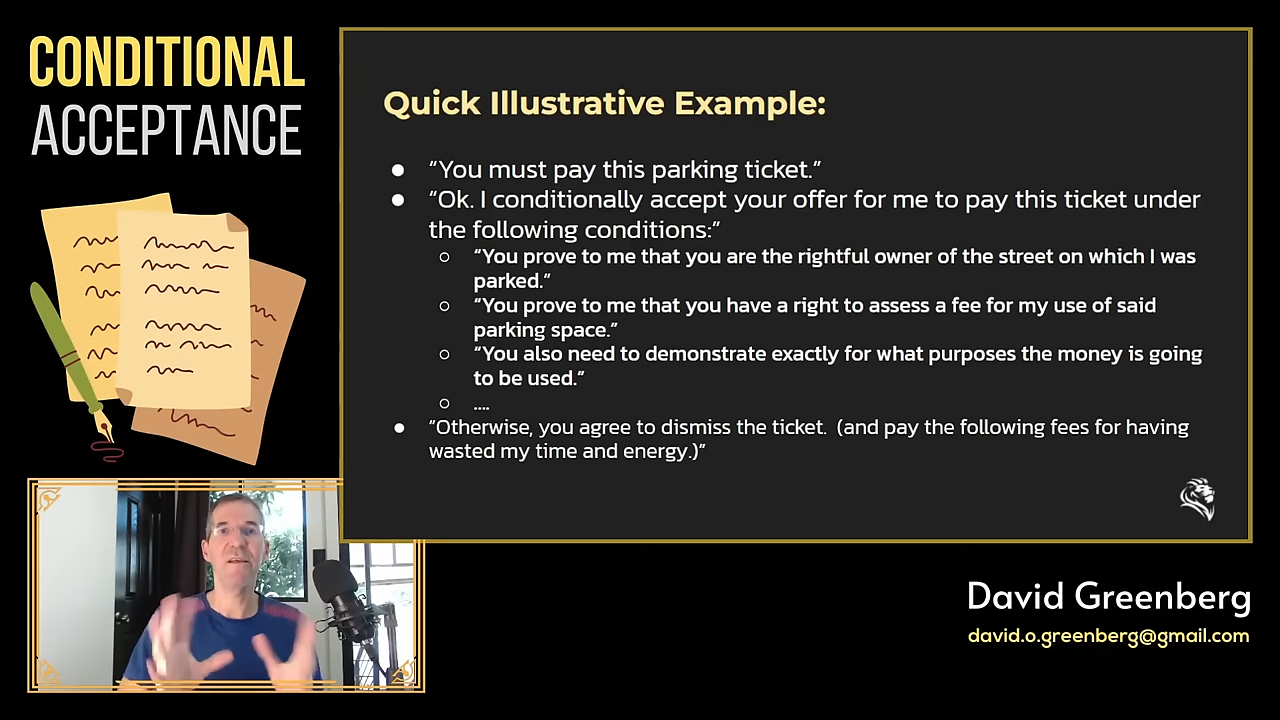 CONDITIONAL
ACCEPTANCE
Quick Illustrative Example:
● “You must pay this parking ticket.”
● “Ok. I conditionally accept your offer for me to pay this ticket under
the following conditions:”
○ “You prove to me that you are the rightful owner of the street on which I was
parked.”
○ “You prove to me that you have a right to assess a fee for my use of said
parking space.”
○ “You also need to demonstrate exactly for what purposes the money is going
to be used.”
○ ....
● “Otherwise, you agree to dismiss the ticket.  (and pay the following fees for having
wasted my time and energy.)”
David Greenberg
david.o.greenberg@gmail.com